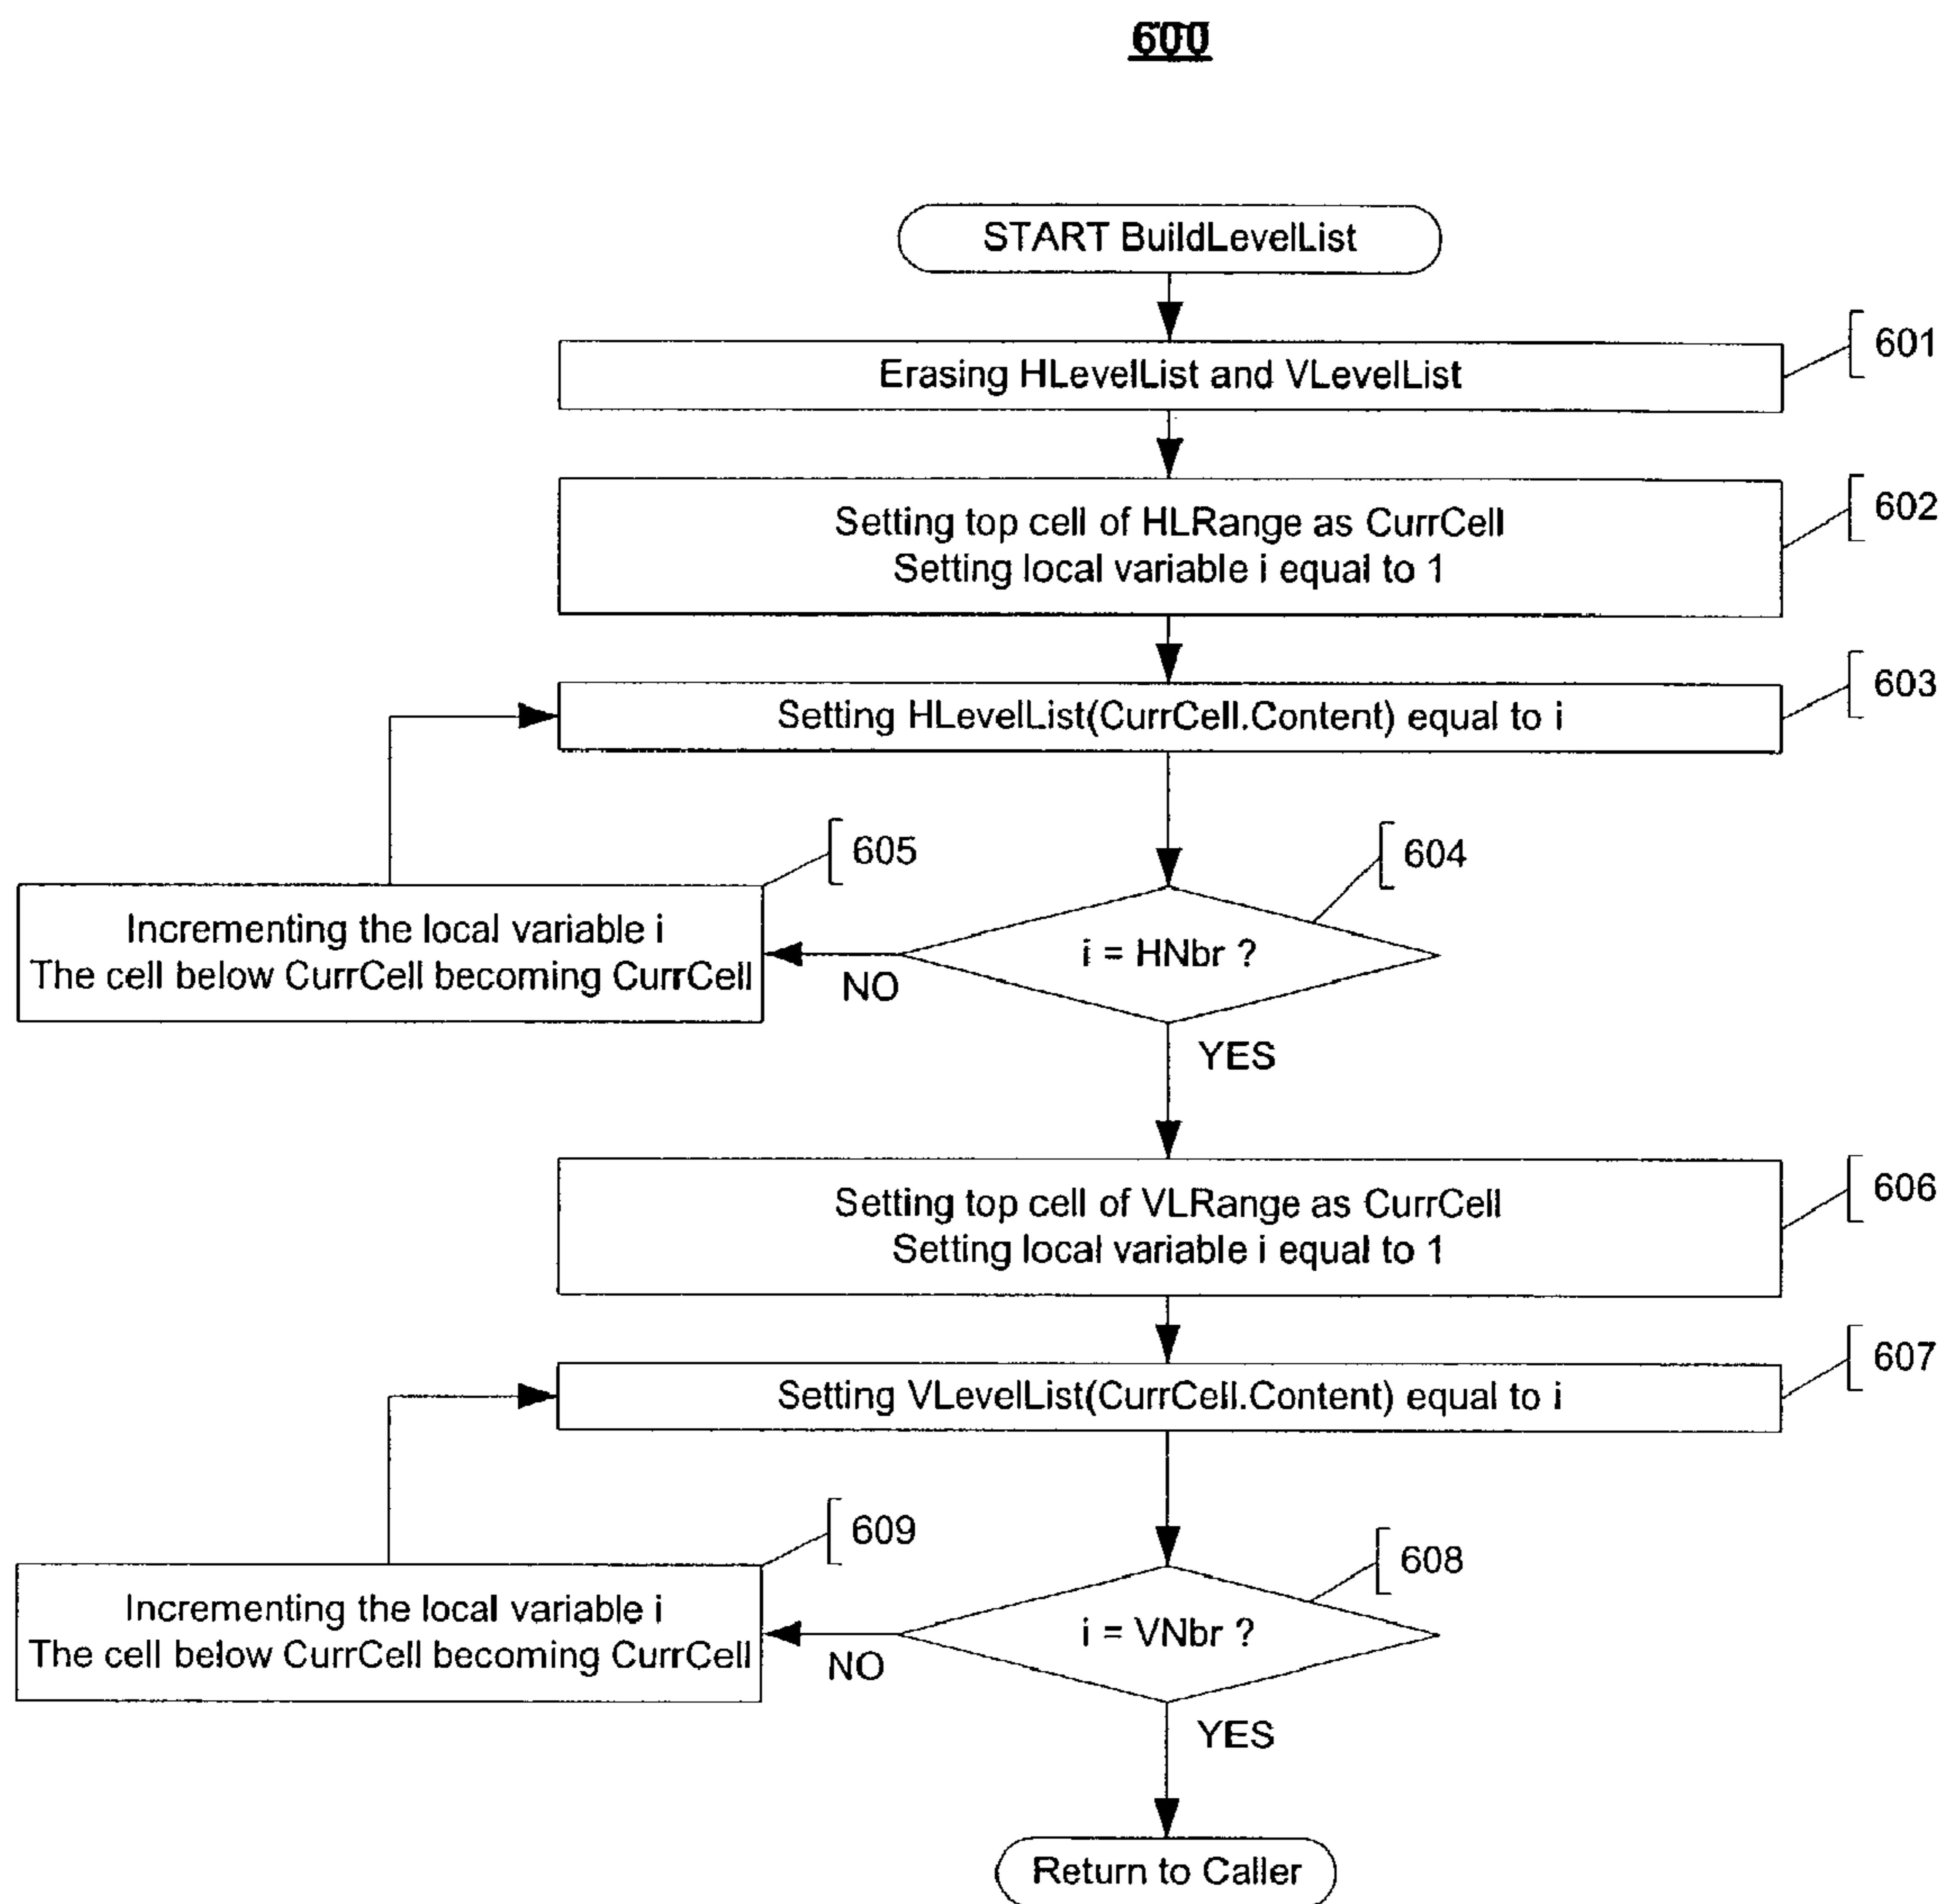 600
START BuildLevelList
601
Erasing HLevelList and VLevelList
602
Setting top cell of HLRange as CurrCell
Setting local variable i equal to 1
603
Setting HLevelList(CurrCell.Content) equal to i
605
604
Incrementing the local variable i
The cell below CurrCell becoming CurrCell
i = HNbr ?
NO
YES
606
Setting top cell of VLRange as CurrCell
Setting local variable i equal to 1
607
Setting VLevelList(CurrCell.Content) equal to i
609
608
Incrementing the local variable i
The cell below CurrCell becoming CurrCell
i = VNbr ?
NO
YES
Return to Caller